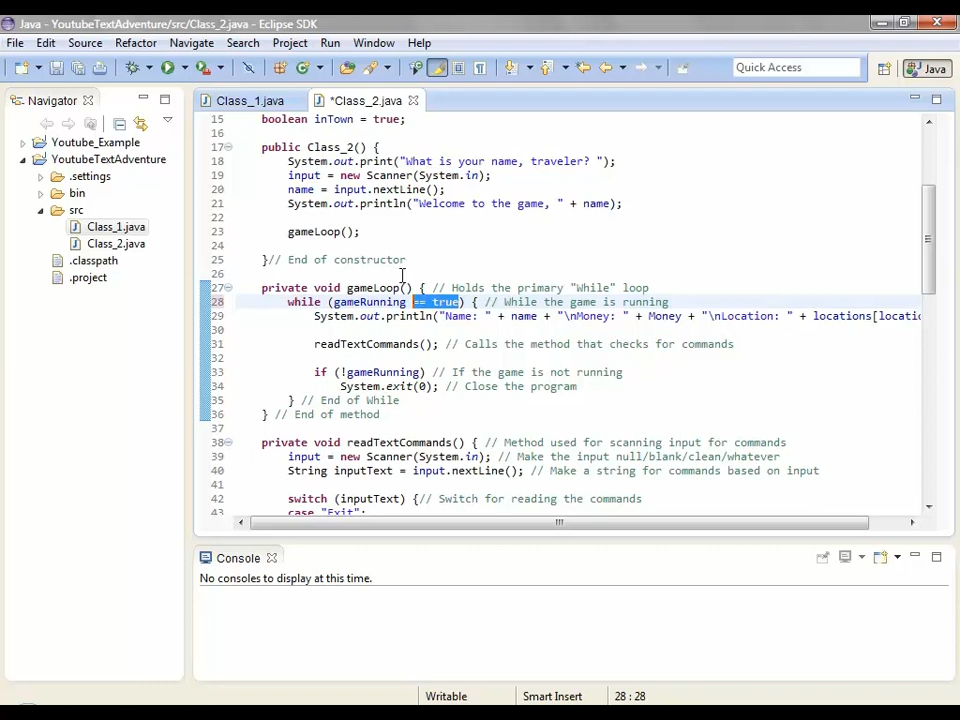 Java - YoutubeTextAdventure/src/Class_2.java - Eclipse SDK
File Edit Source Refactor Navigate Search Project Run Window Help
Quick Access
Java
Navigator
Class_1.java
*Class_2.java
Youtube_Example
YoutubeTextAdventure
.settings
bin
src
Class_1.java
Class_2.java
.classpath
.project
15 boolean inTown = true;
16
17 public Class_2() {
18 System.out.print("What is your name, traveler? ");
19 input = new Scanner(System.in);
20 name = input.nextLine();
21 System.out.println("Welcome to the game, " + name);
22
23 gameLoop();
24
25 }// End of constructor
26
27 private void gameLoop() { // Holds the primary "While" loop
28 while (gameRunning == true) { // While the game is running
29 System.out.println("Name: " + name + "\nMoney: " + Money + "\nLocation: " + locations[locatio
30
31 readTextCommands(); // Calls the method that checks for commands
32
33 if (!gameRunning) // If the game is not running
34 System.exit(0); // Close the program
35 } // End of While
36 } // End of method
37
38 private void readTextCommands() { // Method used for scanning input for commands
39 input = new Scanner(System.in); // Make the input null/blank/clean/whatever
40 String inputText = input.nextLine(); // Make a string for commands based on input
41
42 switch (inputText) {// Switch for reading the commands
43 case "Exit":
Console
No consoles to display at this time.
Writable
Smart Insert
28 : 28